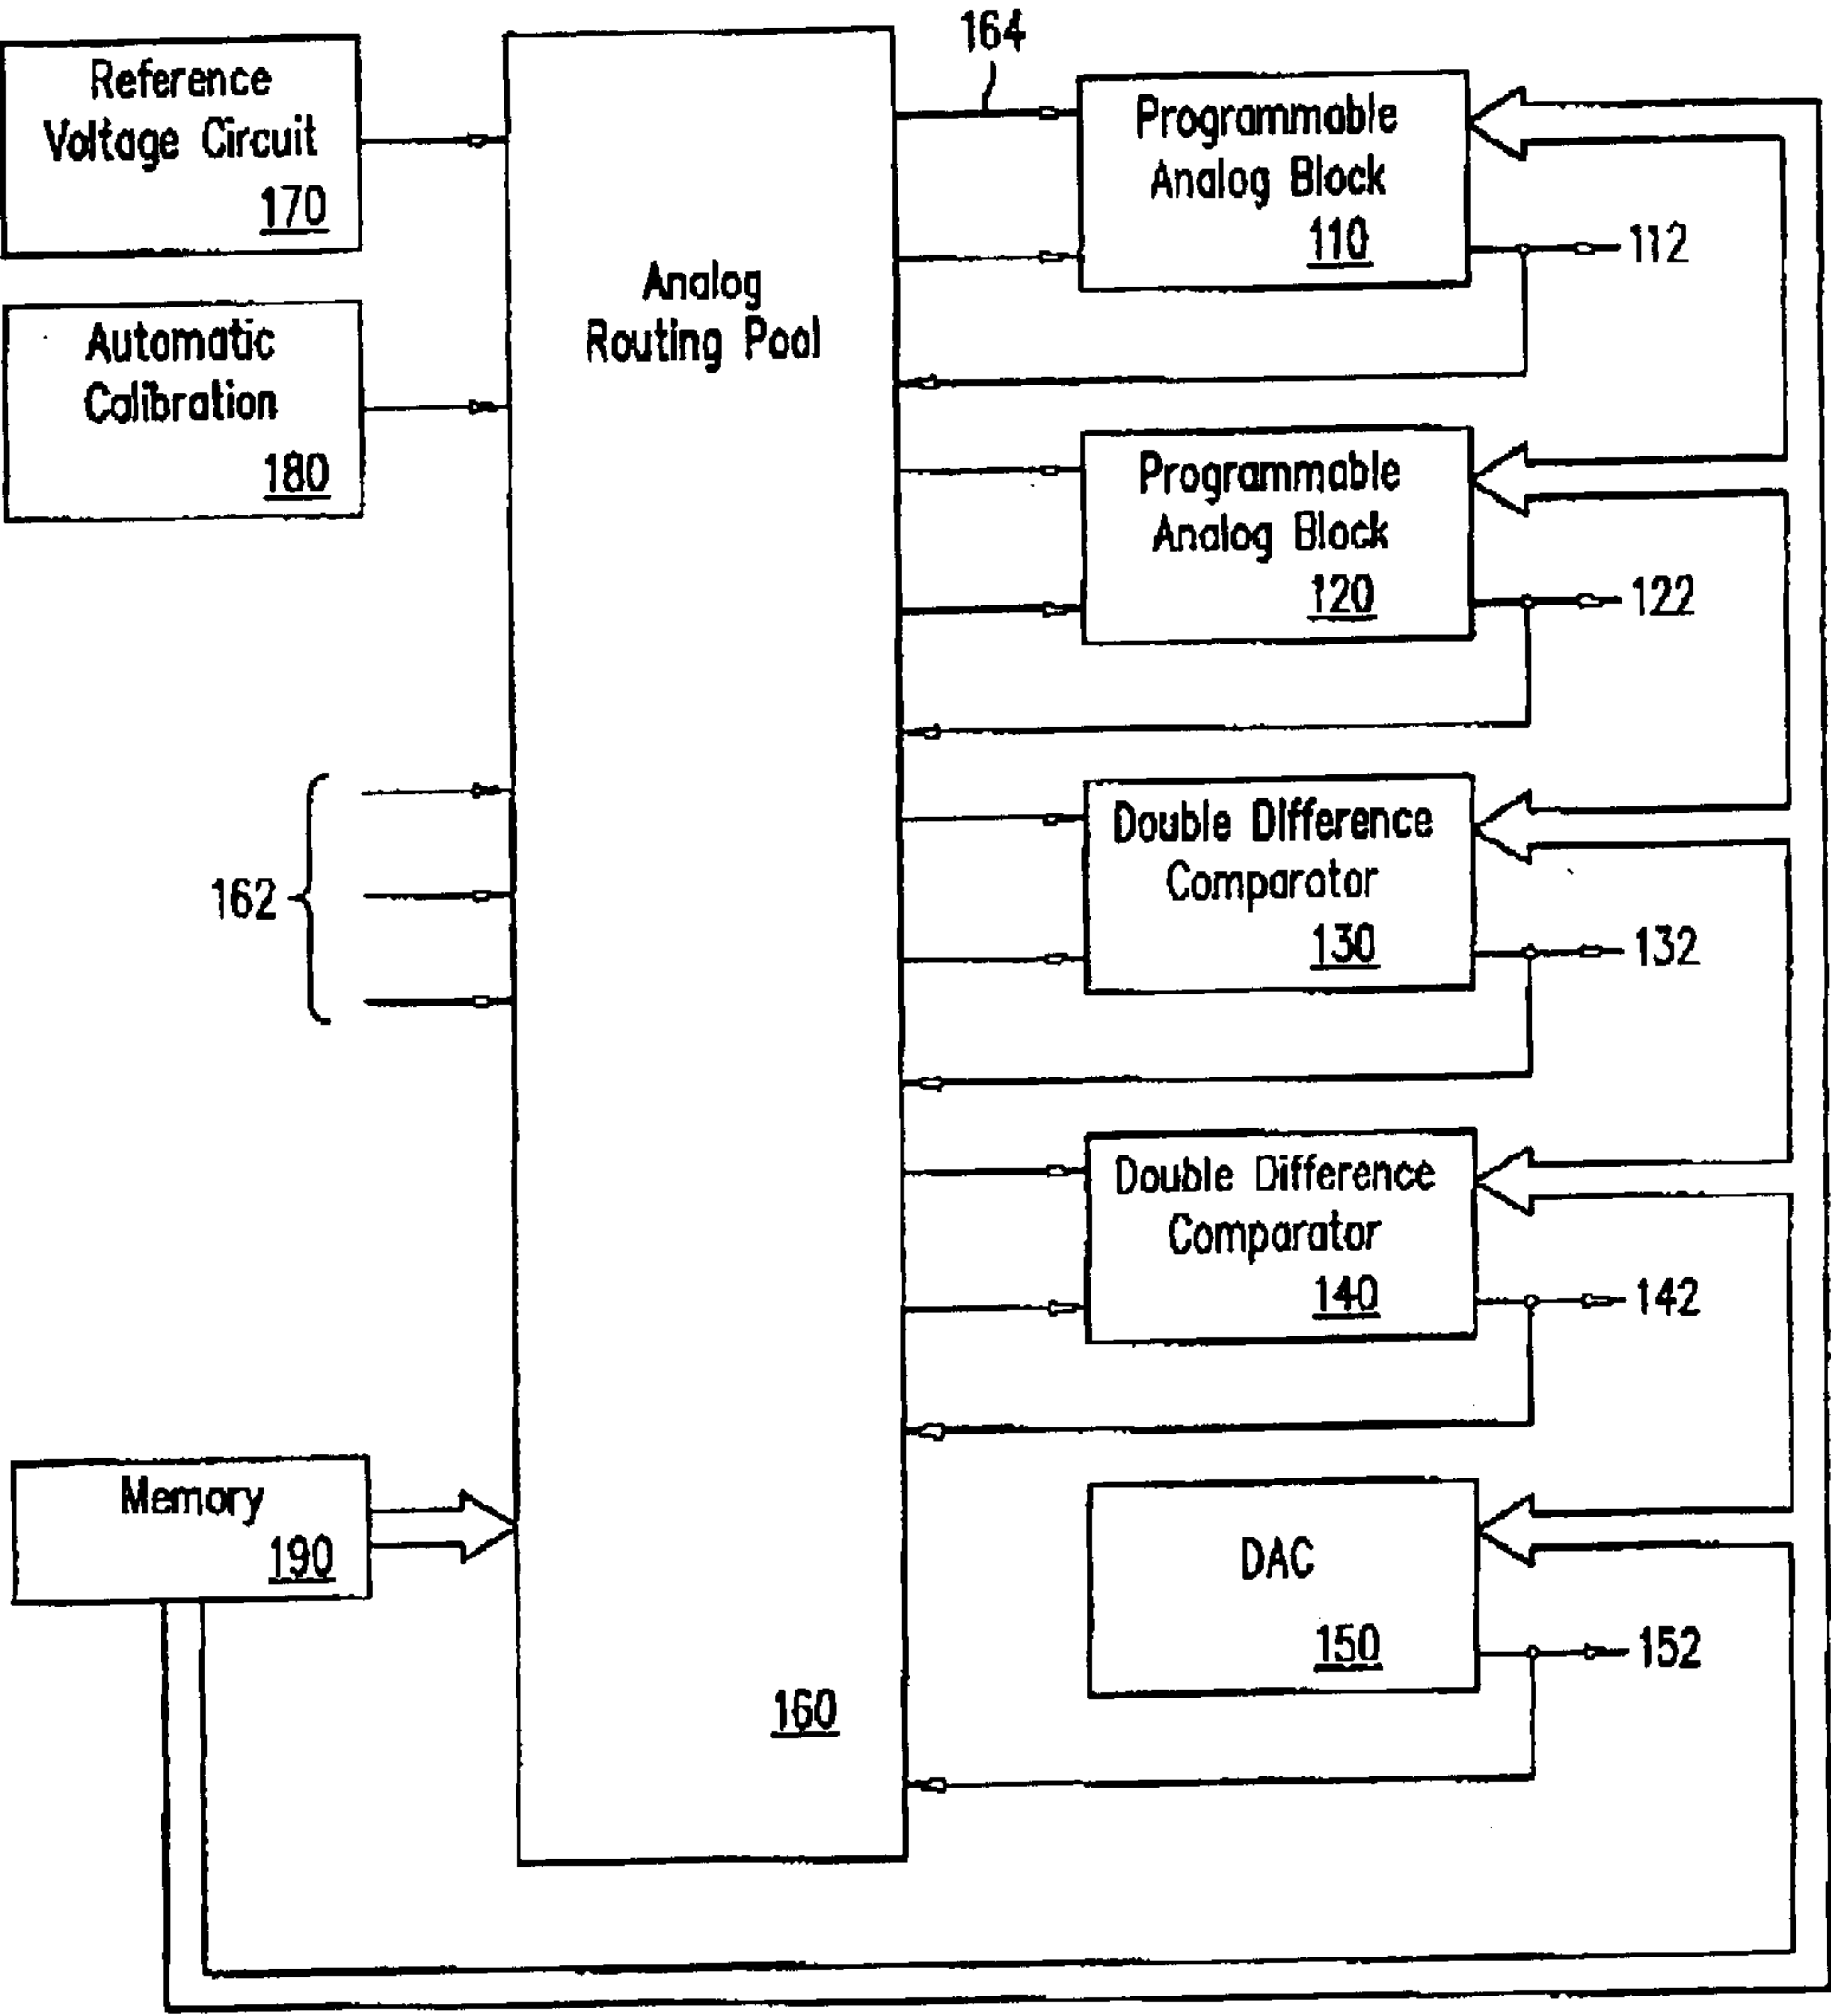 Reference
Voltage Circuit
170
Automatic
Calibration
180
162
Memory
190
Analog
Routing Pool
160
164
Programmable
Analog Block
110
112
Programmable
Analog Block
120
122
Double Difference
Comparator
130
132
Double Difference
Comparator
140
142
DAC
150
152